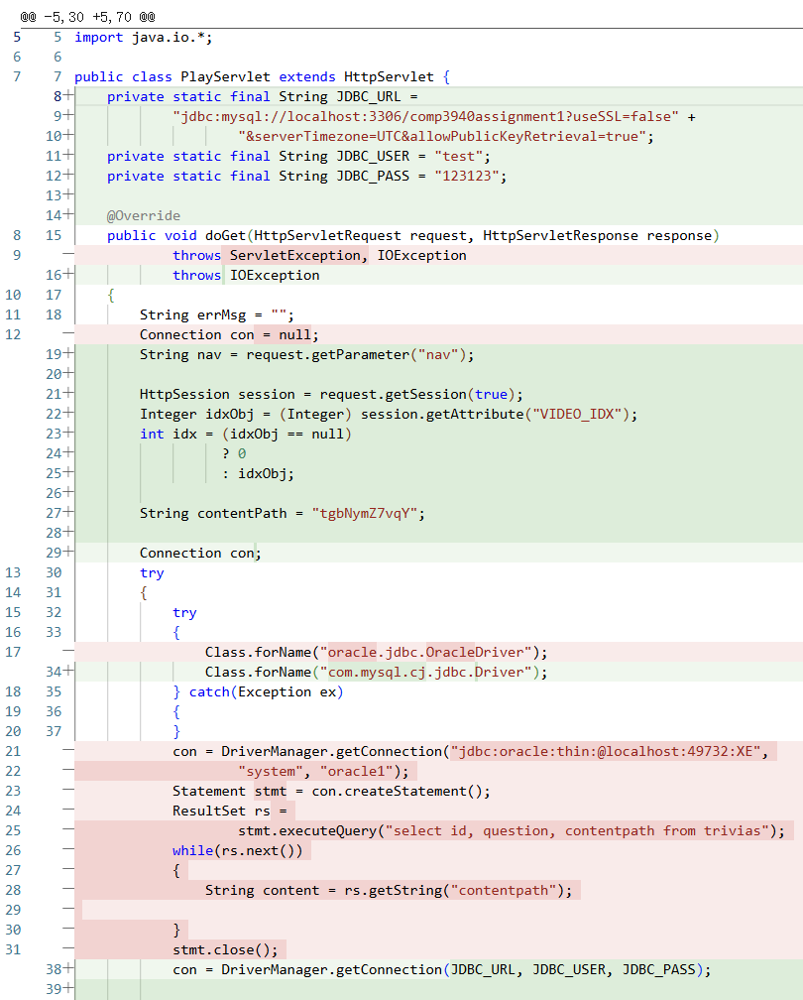 @@ -5,30 +5,70 @@
5 5 import java.io.*;
6 6
7 7 public class PlayServlet extends HttpServlet {
8+ private static final String JDBC_URL =
9+ "jdbc:mysql://localhost:3306/comp3940assignment1?useSSL=false" +
10+ "&serverTimezone=UTC&allowPublicKeyRetrieval=true";
11+ private static final String JDBC_USER = "test";
12+ private static final String JDBC_PASS = "123123";
13+
14+ @Override
8 15 public void doGet(HttpServletRequest request, HttpServletResponse response)
9 — throws ServletException, IOException
16+ throws IOException
10 17 {
11 18 String errMsg = "";
12 — Connection con = null;
19+ String nav = request.getParameter("nav");
20+
21+ HttpSession session = request.getSession(true);
22+ Integer idxObj = (Integer) session.getAttribute("VIDEO_IDX");
23+ int idx = (idxObj == null)
24+ ? 0
25+ : idxObj;
26+
27+ String contentPath = "tgbNymZ7vqY";
28+
29+ Connection con;
13 30 try
14 31 {
15 32 try
16 33 {
17 — Class.forName("oracle.jdbc.OracleDriver");
34+ Class.forName("com.mysql.cj.jdbc.Driver");
18 35 } catch(Exception ex)
19 36 {
20 37 }
21 — con = DriverManager.getConnection("jdbc:oracle:thin:@localhost:49732:XE",
22 — "system", "oracle1");
23 — Statement stmt = con.createStatement();
24 — ResultSet rs =
25 — stmt.executeQuery("select id, question, contentpath from trivias");
26 — while(rs.next())
27 — {
28 — String content = rs.getString("contentpath");
29 —
30 — }
31 — stmt.close();
38+ con = DriverManager.getConnection(JDBC_URL, JDBC_USER, JDBC_PASS);
39+